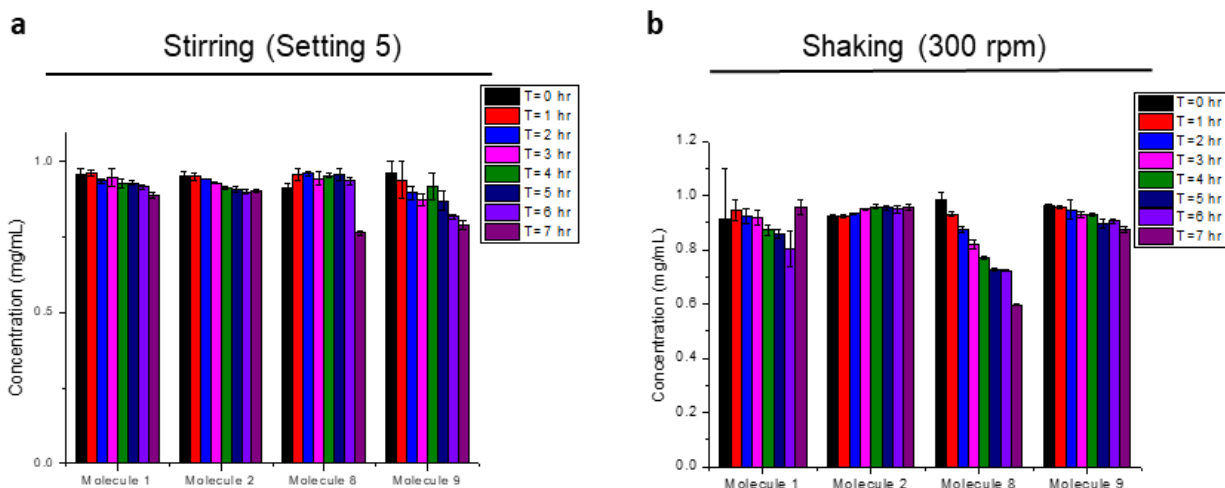 a
Stirring (Setting 5)
T=0 hr
T=1 hr
T=2 hr
T=3 hr
T=4 hr
T=5 hr
T=6 hr
T=7 hr
1.0
0.5
0.0
Concentration (mg/mL)
Molecule 1
Molecule 2
Molecule 8
Molecule 9
b
Shaking (300 rpm)
T=0 hr
T=1 hr
T=2 hr
T=3 hr
T=4 hr
T=5 hr
T=6 hr
T=7 hr
1.2
1.0
0.8
0.6
0.4
0.2
0.0
Concentration (mg/mL)
Molecule 1
Molecule 2
Molecule 8
Molecule 9